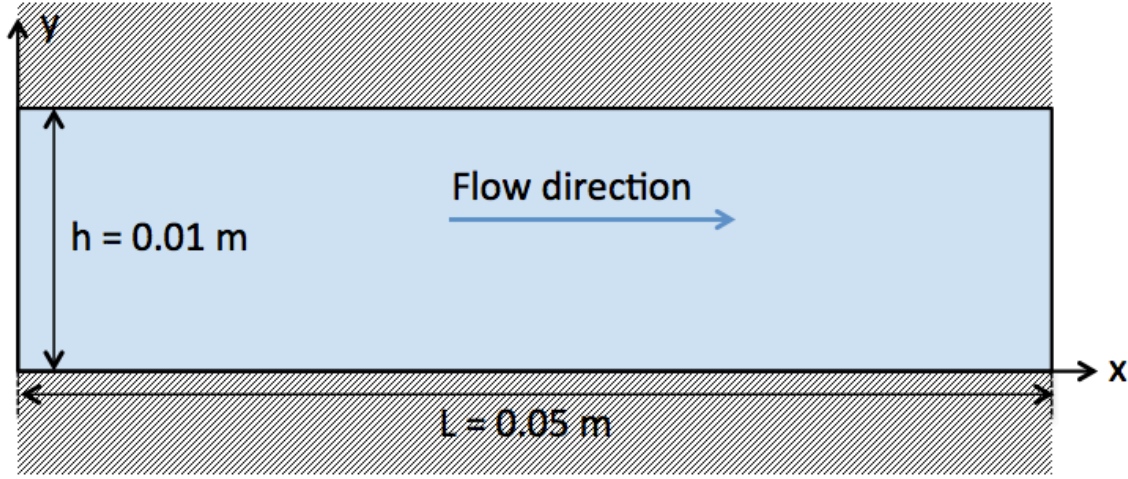 y
Flow direction
h = 0.01 m
x
L = 0.05 m